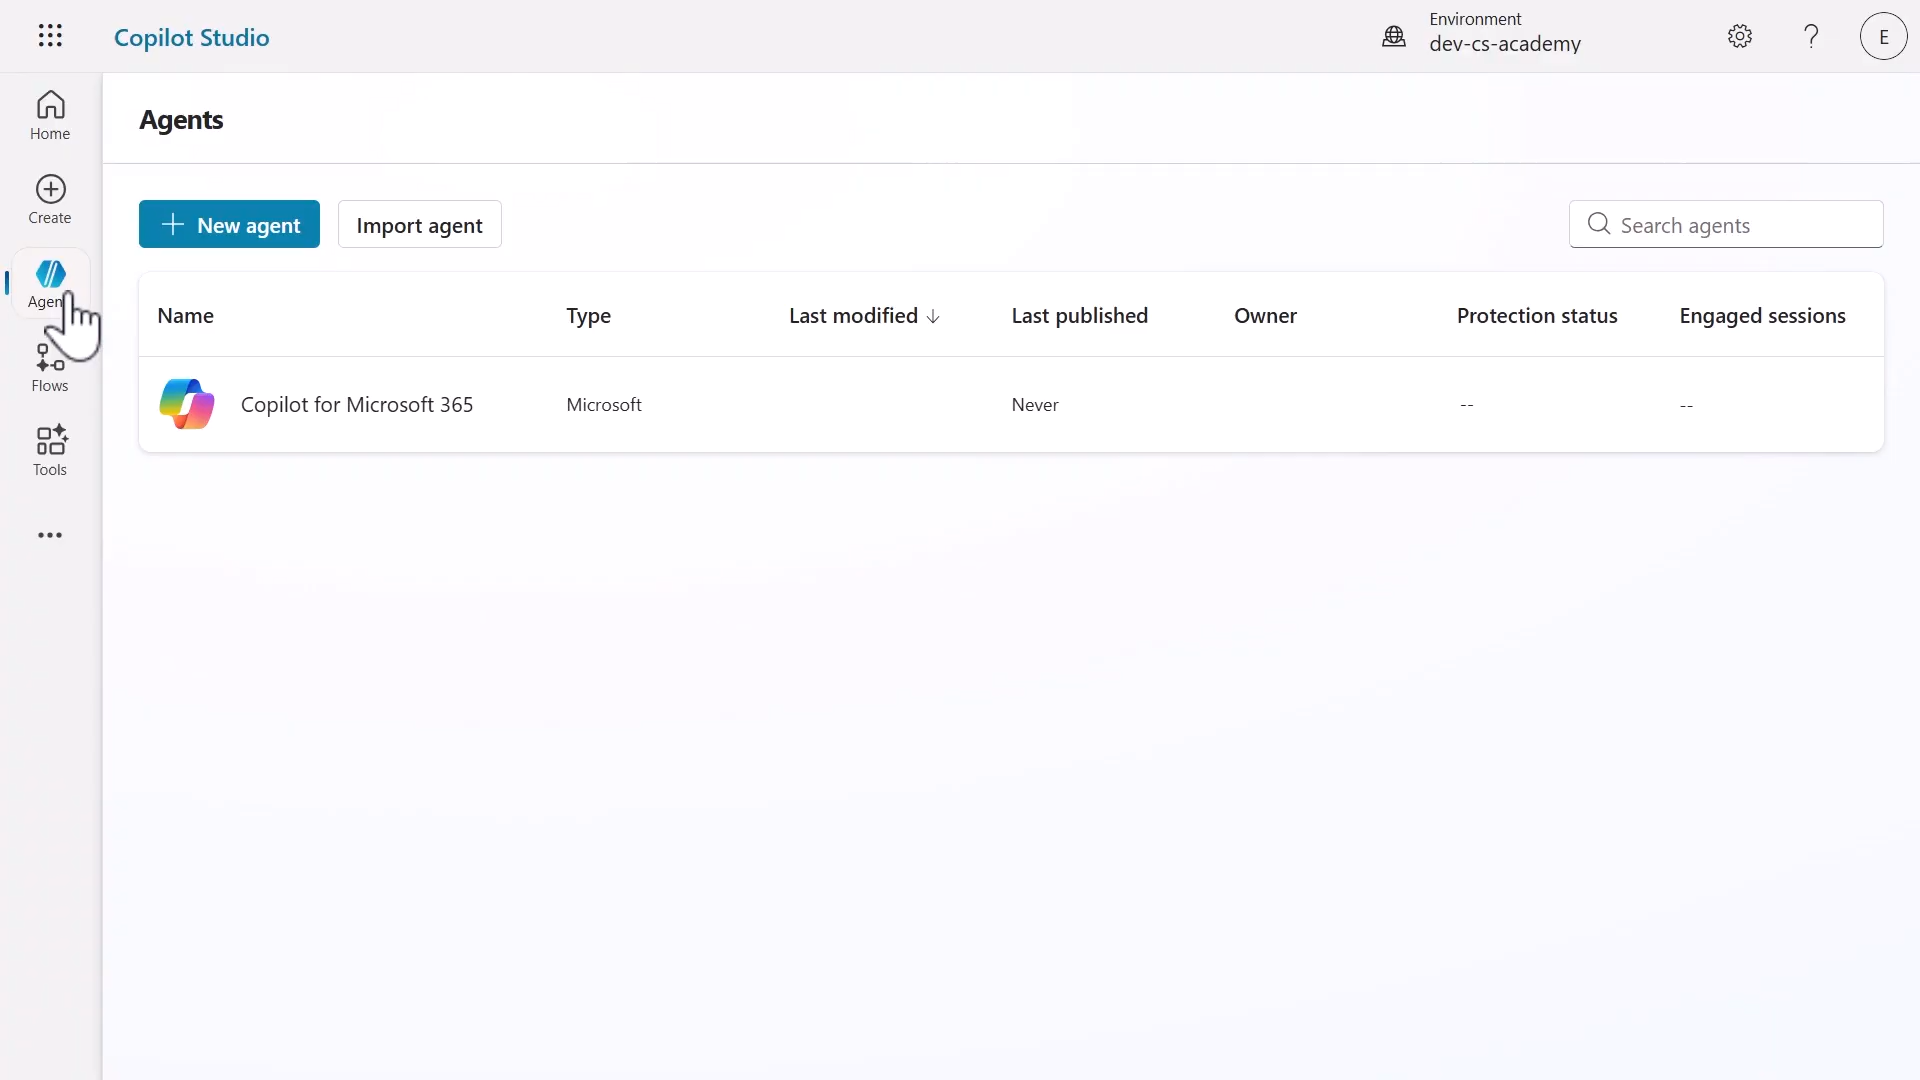 Copilot Studio
Environment
dev-cs-academy
E
Home
Create
Agen
Flows
Tools
Agents
New agent
Import agent
Search agents
Name Type Last modified Last published Owner Protection status Engaged sessions
Copilot for Microsoft 365 Microsoft Never -- --